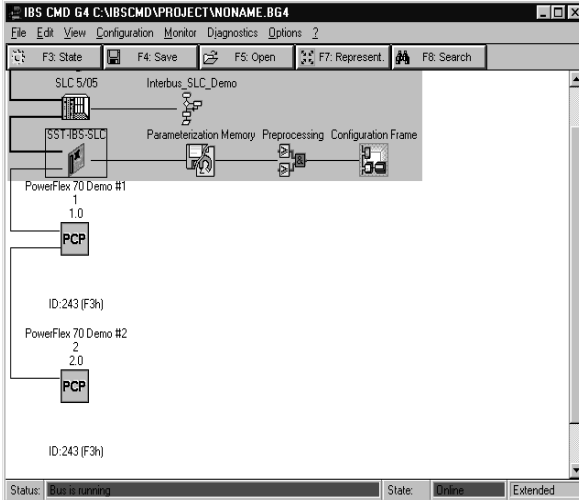 IBS CMD G4 C:\IBSCMD\PROJECT\NONAME.BG4
File Edit View Configuration Monitor Diagnostics Options ?
F3: State F4: Save F5: Open F7: Represent. F8: Search
SLC 5/05 Interbus_SLC_Demo
SST-IBS-SLC Parameterization Memory Preprocessing Configuration Frame
PowerFlex 70 Demo #1
1
1.0
PCP
ID:243 (F3h)
PowerFlex 70 Demo #2
2
2.0
PCP
ID:243 (F3h)
Status: Bus is running State: Online Extended